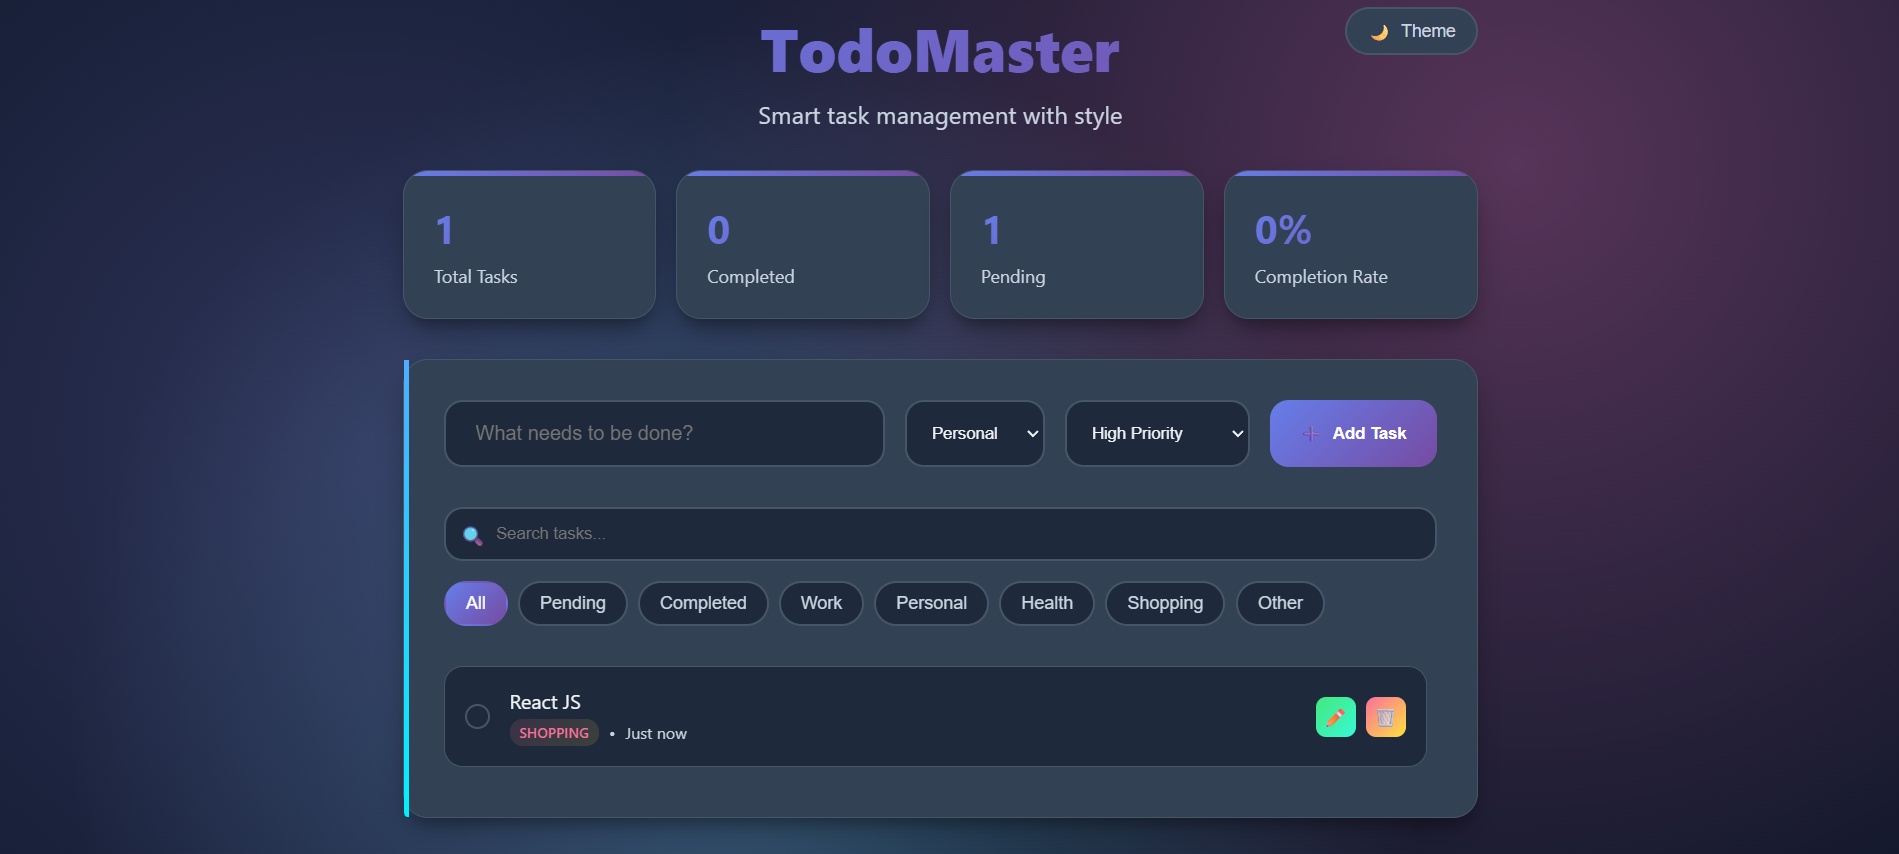 TodoMaster
Theme
Smart task management with style
1
Total Tasks
0
Completed
1
Pending
0%
Completion Rate
What needs to be done?
Personal
High Priority
Add Task
Search tasks...
All
Pending
Completed
Work
Personal
Health
Shopping
Other
React JS
SHOPPING • Just now